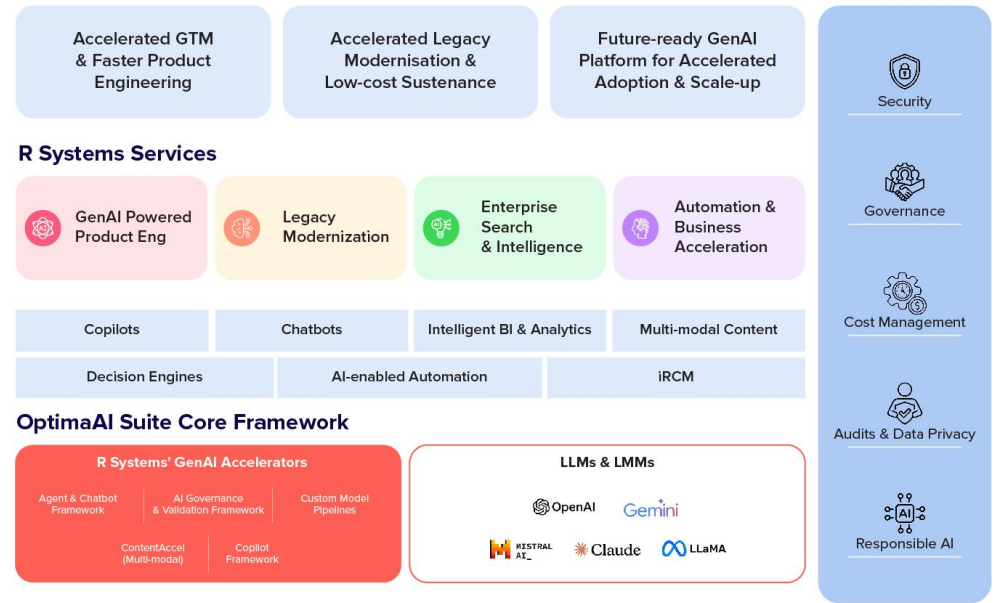 Accelerated GTM
& Faster Product
Engineering
Accelerated Legacy
Modernisation &
Low-cost Sustenance
Future-ready GenAI
Platform for Accelerated
Adoption & Scale-up
R Systems Services
GenAI Powered
Product Eng
Legacy
Modernization
Enterprise
Search
& Intelligence
Automation &
Business
Acceleration
Copilots
Chatbots
Intelligent BI & Analytics
Multi-modal Content
Decision Engines
AI-enabled Automation
iRCM
OptimaAI Suite Core Framework
R Systems' GenAI Accelerators
Agent & Chatbot
Framework
AI Governance
& Validation Framework
Custom Model
Pipelines
ContentAccel
(Multi-modal)
Copilot
Framework
LLMs & LMMs
OpenAI
Gemini
MISTRAL
AI_
Claude
LLaMA
Security
Governance
Cost Management
Audits & Data Privacy
AI
Responsible AI